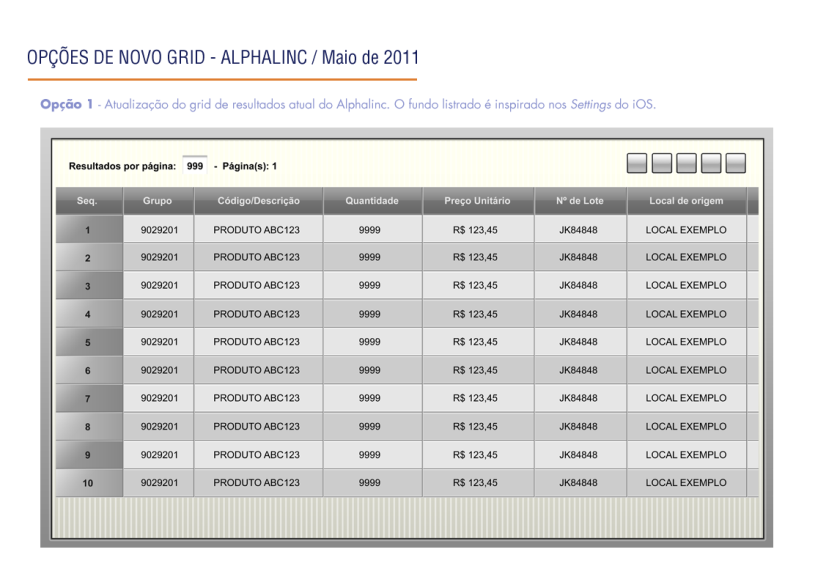 OPÇÕES DE NOVO GRID - ALPHALINC / Maio de 2011
Opção 1 - Atualização do grid de resultados atual do Alphalinc. O fundo listrado é inspirado nos Settings do iOS.
Resultados por página: 999 - Página(s): 1
Seq. Grupo Código/Descrição Quantidade Preço Unitário Nº de Lote Local de origem
1 9029201 PRODUTO ABC123 9999 R$ 123,45 JK84848 LOCAL EXEMPLO
2 9029201 PRODUTO ABC123 9999 R$ 123,45 JK84848 LOCAL EXEMPLO
3 9029201 PRODUTO ABC123 9999 R$ 123,45 JK84848 LOCAL EXEMPLO
4 9029201 PRODUTO ABC123 9999 R$ 123,45 JK84848 LOCAL EXEMPLO
5 9029201 PRODUTO ABC123 9999 R$ 123,45 JK84848 LOCAL EXEMPLO
6 9029201 PRODUTO ABC123 9999 R$ 123,45 JK84848 LOCAL EXEMPLO
7 9029201 PRODUTO ABC123 9999 R$ 123,45 JK84848 LOCAL EXEMPLO
8 9029201 PRODUTO ABC123 9999 R$ 123,45 JK84848 LOCAL EXEMPLO
9 9029201 PRODUTO ABC123 9999 R$ 123,45 JK84848 LOCAL EXEMPLO
10 9029201 PRODUTO ABC123 9999 R$ 123,45 JK84848 LOCAL EXEMPLO